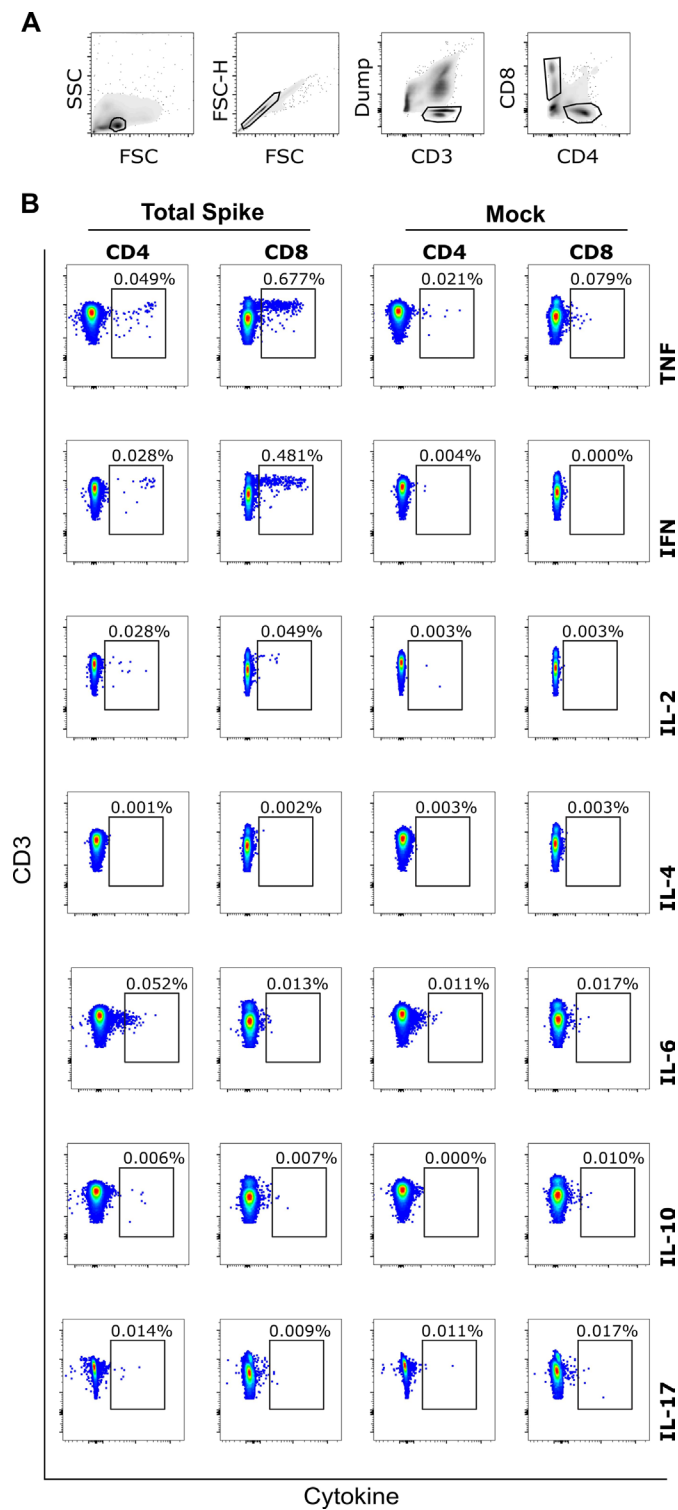 A
SSC
FSC
FSC-H
FSC
Dump
CD3
CD8
CD4
B
Total Spike
Mock
CD4
CD8
CD4
CD8
0.049%
0.677%
0.021%
0.079%
TNF
0.028%
0.481%
0.004%
0.000%
IFN
0.028%
0.049%
0.003%
0.003%
IL-2
0.001%
0.002%
0.003%
0.003%
IL-4
0.052%
0.013%
0.011%
0.017%
IL-6
0.006%
0.007%
0.000%
0.010%
IL-10
0.014%
0.009%
0.011%
0.017%
IL-17
CD3
Cytokine